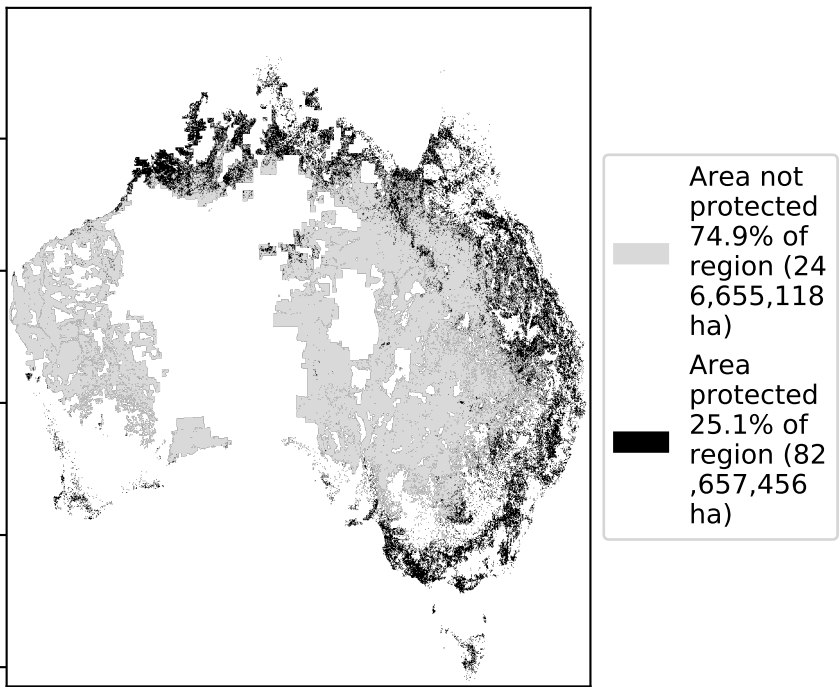 Area not
protected
74.9% of
region (24
6,655,118
ha)
Area
protected
25.1% of
region (82
,657,456
ha)